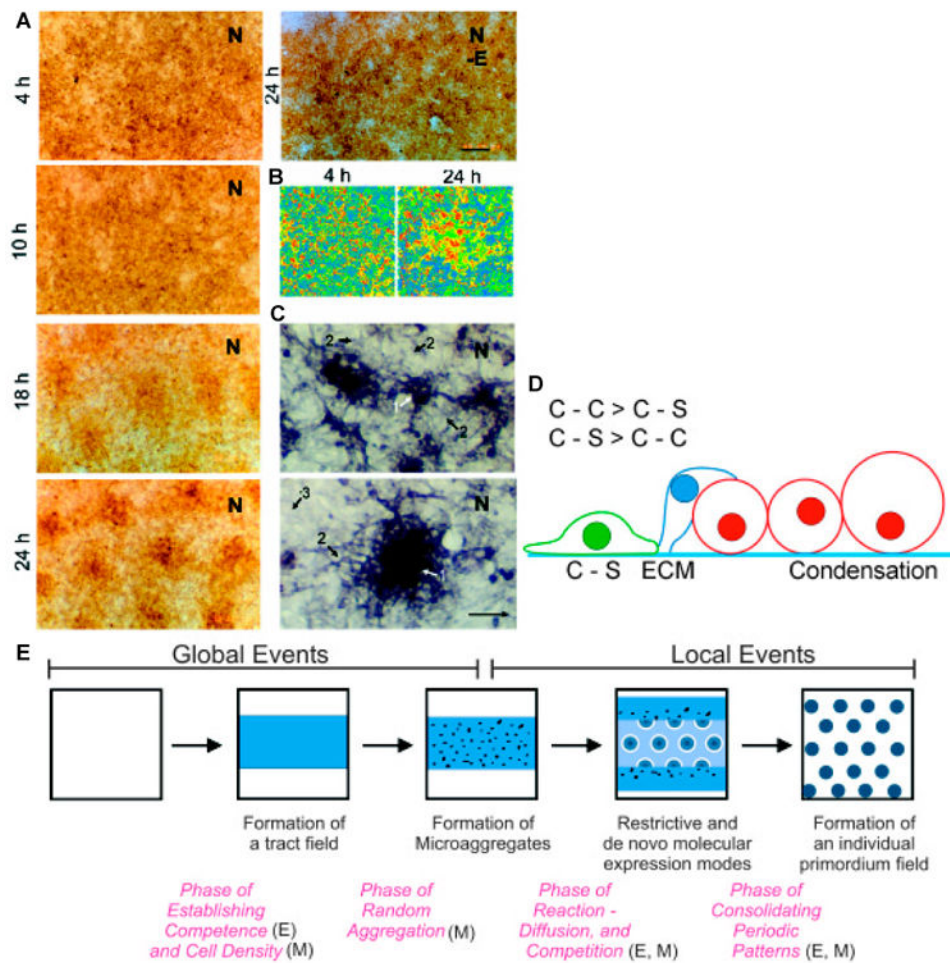 A
N
4 h
24 h
N
-E
B
4 h
24 h
10 h
N
C
18 h
N
2
2
N
1
2
D
C - C > C - S
C - S > C - C
24 h
N
3
N
2
1
C - S ECM Condensation
E
Global Events Local Events
Formation of
a tract field
Formation of
Microaggregates
Restrictive and
de novo molecular
expression modes
Formation of
an individual
primordium field
Phase of
Establishing
Competence (E)
and Cell Density (M)
Phase of
Random
Aggregation (M)
Phase of
Reaction -
Diffusion, and
Competition (E, M)
Phase of
Consolidating
Periodic
Patterns (E, M)